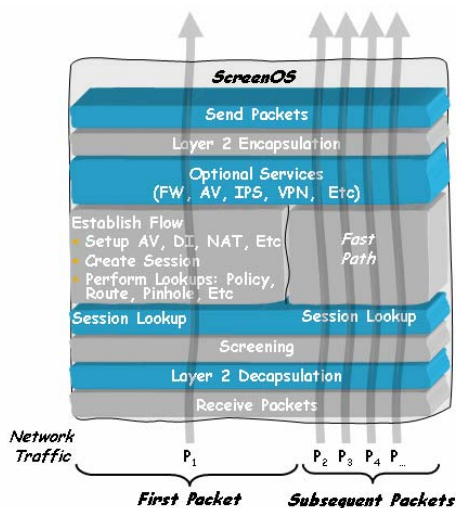 ScreenOS
Send Packets
Layer 2 Encapsulation
Optional Services
(FW, AV, IPS, VPN, Etc)
Establish Flow
• Setup AV, DI, NAT, Etc
• Create Session
• Perform Lookups: Policy,
Route, Pinhole, Etc
Fast
Path
Session Lookup
Session Lookup
Screening
Layer 2 Decapsulation
Receive Packets
Network
Traffic
P1
P2 P3 P4 P...
First Packet
Subsequent Packets